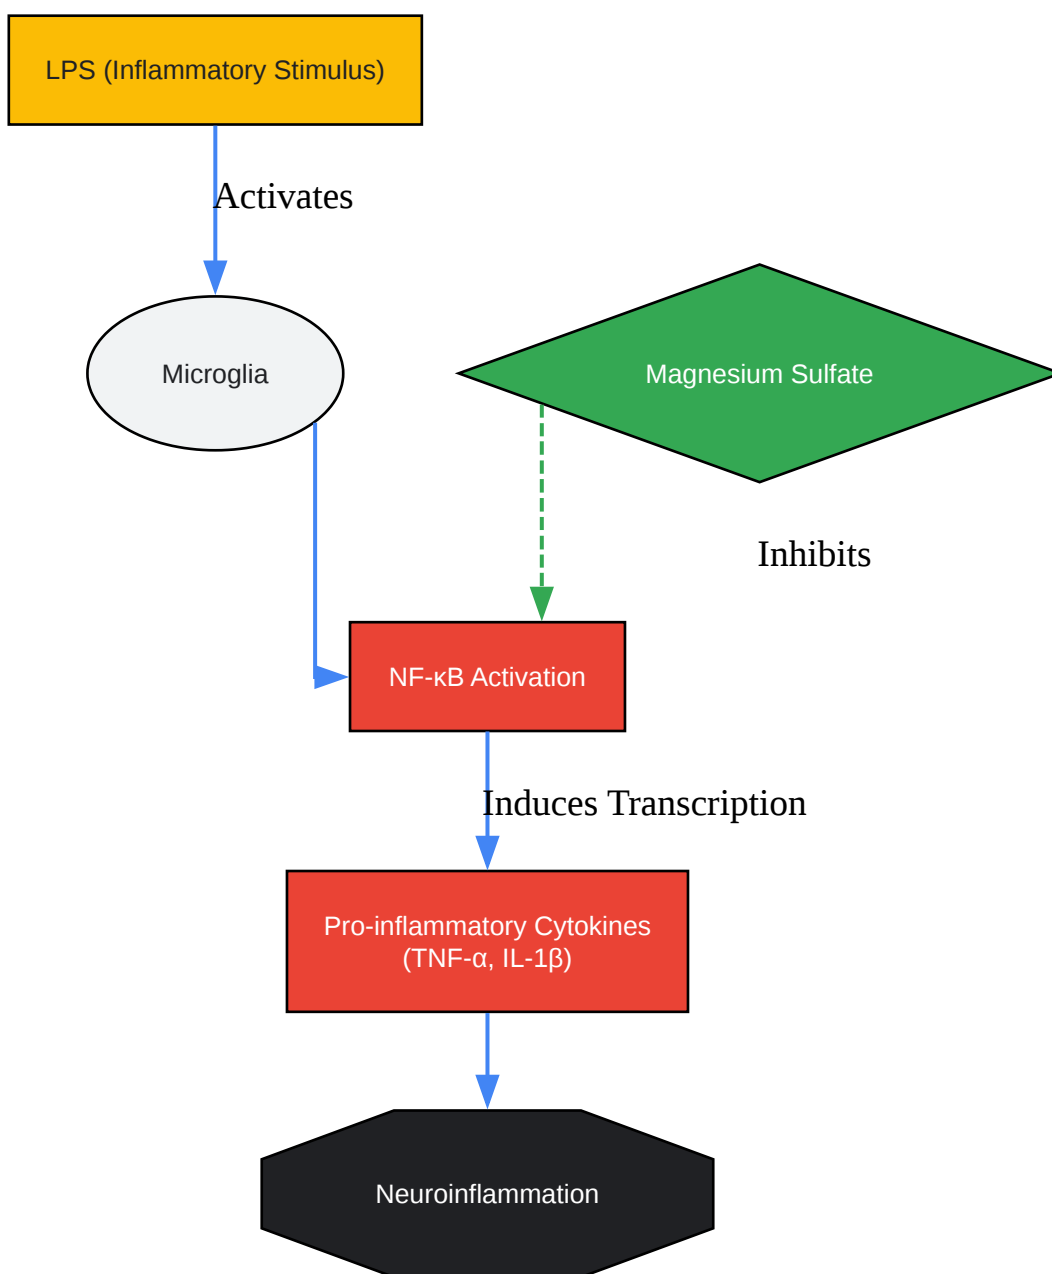 LPS (Inflammatory Stimulus)
Activates
Microglia
Magnesium Sulfate
Inhibits
NF-κB Activation
Induces Transcription
Pro-inflammatory Cytokines
(TNF-α, IL-1β)
Neuroinflammation